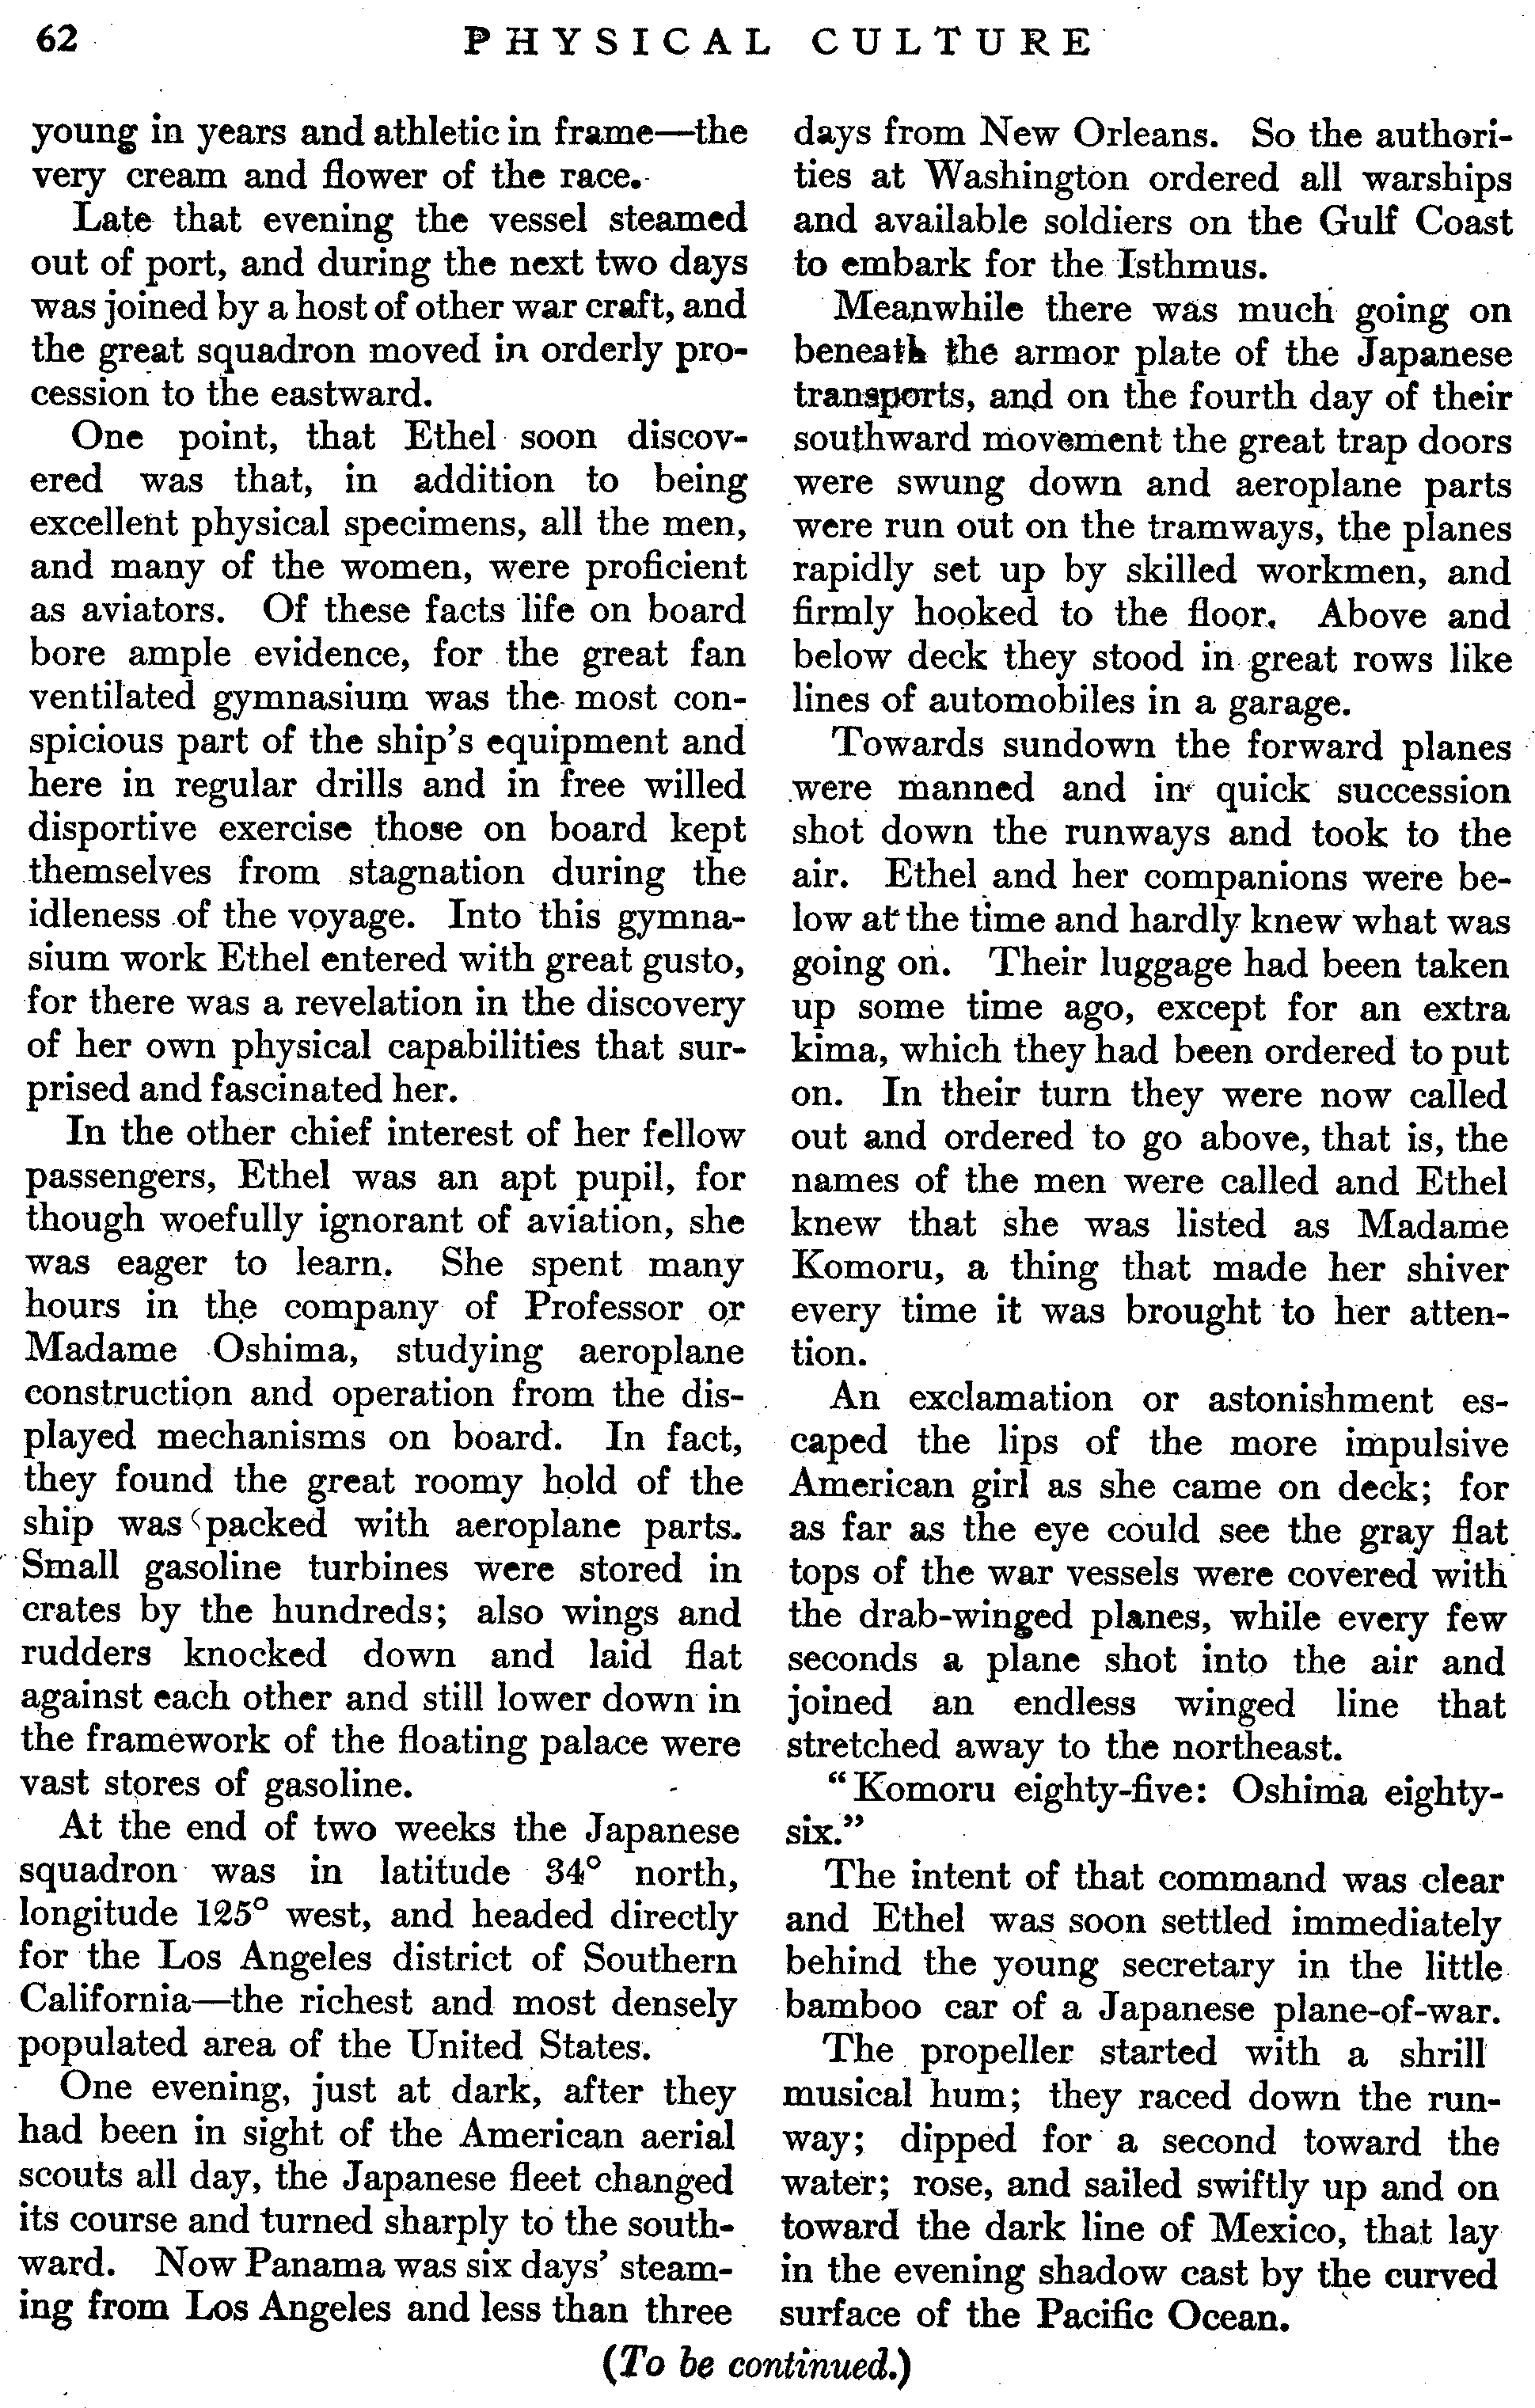 62 PHYSICAL CULTURE
young in years and athletic in frame—the
very cream and flower of the race.
Late that evening the vessel steamed
out of port, and during the next two days
was joined by a host of other war craft, and
the great squadron moved in orderly pro-
cession to the eastward.
One point, that Ethel soon discov-
ered was that, in addition to being
excellent physical specimens, all the men,
and many of the women, were proficient
as aviators. Of these facts life on board
bore ample evidence, for the great fan
ventilated gymnasium was the most con-
spicious part of the ship's equipment and
here in regular drills and in free willed
disportive exercise those on board kept
themselves from stagnation during the
idleness of the voyage. Into this gymna-
sium work Ethel entered with great gusto,
for there was a revelation in the discovery
of her own physical capabilities that sur-
prised and fascinated her.
In the other chief interest of her fellow
passengers, Ethel was an apt pupil, for
though woefully ignorant of aviation, she
was eager to learn. She spent many
hours in the company of Professor or
Madame Oshima, studying aeroplane
construction and operation from the dis-
played mechanisms on board. In fact,
they found the great roomy hold of the
ship was packed with aeroplane parts.
Small gasoline turbines were stored in
crates by the hundreds; also wings and
rudders knocked down and laid flat
against each other and still lower down in
the framework of the floating palace were
vast stores of gasoline.
At the end of two weeks the Japanese
squadron was in latitude 34° north,
longitude 125° west, and headed directly
for the Los Angeles district of Southern
California—the richest and most densely
populated area of the United States.
One evening, just at dark, after they
had been in sight of the American aerial
scouts all day, the Japanese fleet changed
its course and turned sharply to the south-
ward. Now Panama was six days' steam-
ing from Los Angeles and less than three
days from New Orleans. So the authori-
ties at Washington ordered all warships
and available soldiers on the Gulf Coast
to embark for the Isthmus.
Meanwhile there was much going on
beneath the armor plate of the Japanese
transports, and on the fourth day of their
southward movement the great trap doors
were swung down and aeroplane parts
were run out on the tramways, the planes
rapidly set up by skilled workmen, and
firmly hooked to the floor. Above and
below deck they stood in great rows like
lines of automobiles in a garage.
Towards sundown the forward planes
were manned and in quick succession
shot down the runways and took to the
air. Ethel and her companions were be-
low at the time and hardly knew what was
going on. Their luggage had been taken
up some time ago, except for an extra
kima, which they had been ordered to put
on. In their turn they were now called
out and ordered to go above, that is, the
names of the men were called and Ethel
knew that she was listed as Madame
Komoru, a thing that made her shiver
every time it was brought to her atten-
tion.
An exclamation or astonishment es-
caped the lips of the more impulsive
American girl as she came on deck; for
as far as the eye could see the gray flat
tops of the war vessels were covered with
the drab-winged planes, while every few
seconds a plane shot into the air and
joined an endless winged line that
stretched away to the northeast.
"Komoru eighty-five: Oshima eighty-
six."
The intent of that command was clear
and Ethel was soon settled immediately
behind the young secretary in the little
bamboo car of a Japanese plane-of-war.
The propeller started with a shrill
musical hum; they raced down the run-
way; dipped for a second toward the
water; rose, and sailed swiftly up and on
toward the dark line of Mexico, that lay
in the evening shadow cast by the curved
surface of the Pacific Ocean.
(To be continued.)